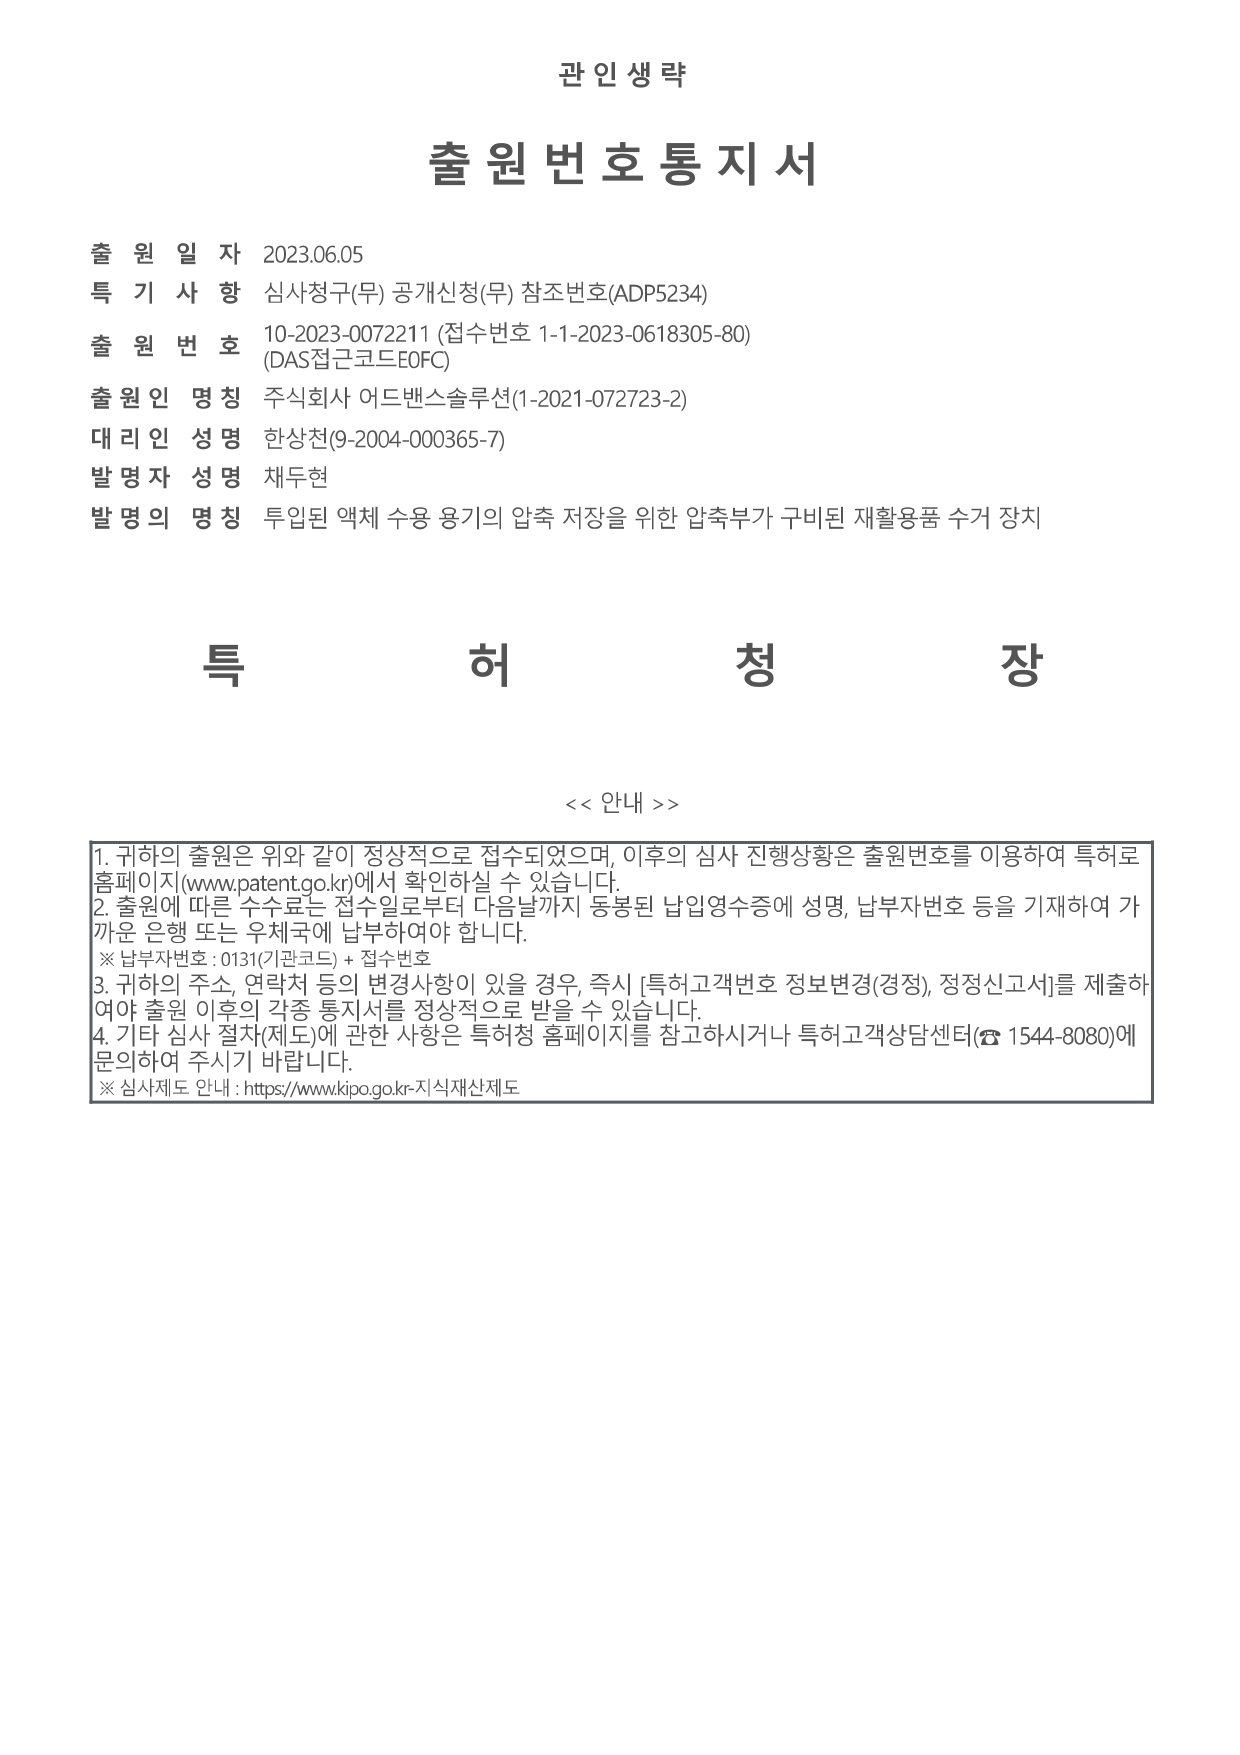 관 인 생 략
출 원 번 호 통 지 서
출 원 일 자 2023.06.05
특 기 사 항 심사청구(무) 공개신청(무) 참조번호(ADP5234)
출 원 번 호 10-2023-0072211 (접수번호 1-1-2023-0618305-80)
(DAS접근코드E0FC)
출 원 인 명 칭 주식회사 어드밴스솔루션(1-2021-072723-2)
대 리 인 성 명 한상천(9-2004-000365-7)
발 명 자 성 명 채두현
발 명 의 명 칭 투입된 액체 수용 용기의 압축 저장을 위한 압축부가 구비된 재활용품 수거 장치
특 허 청 장
<< 안내 >>
1. 귀하의 출원은 위와 같이 정상적으로 접수되었으며, 이후의 심사 진행상황은 출원번호를 이용하여 특허로
홈페이지(www.patent.go.kr)에서 확인하실 수 있습니다.
2. 출원에 따른 수수료는 접수일로부터 다음날까지 동봉된 납입영수증에 성명, 납부자번호 등을 기재하여 가
까운 은행 또는 우체국에 납부하여야 합니다.
※ 납부자번호 : 0131(기관코드) + 접수번호
3. 귀하의 주소, 연락처 등의 변경사항이 있을 경우, 즉시 [특허고객번호 정보변경(경정), 정정신고서]를 제출하
여야 출원 이후의 각종 통지서를 정상적으로 받을 수 있습니다.
4. 기타 심사 절차(제도)에 관한 사항은 특허청 홈페이지를 참고하시거나 특허고객상담센터(☎ 1544-8080)에
문의하여 주시기 바랍니다.
※ 심사제도 안내 : https://www.kipo.go.kr-지식재산제도